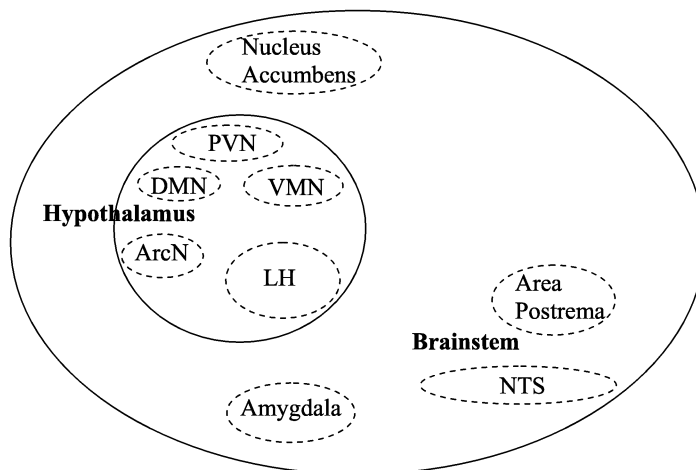 Nucleus
Accumbens
PVN
DMN
VMN
Hypothalamus
ArcN
LH
Area
Postrema
Brainstem
NTS
Amygdala